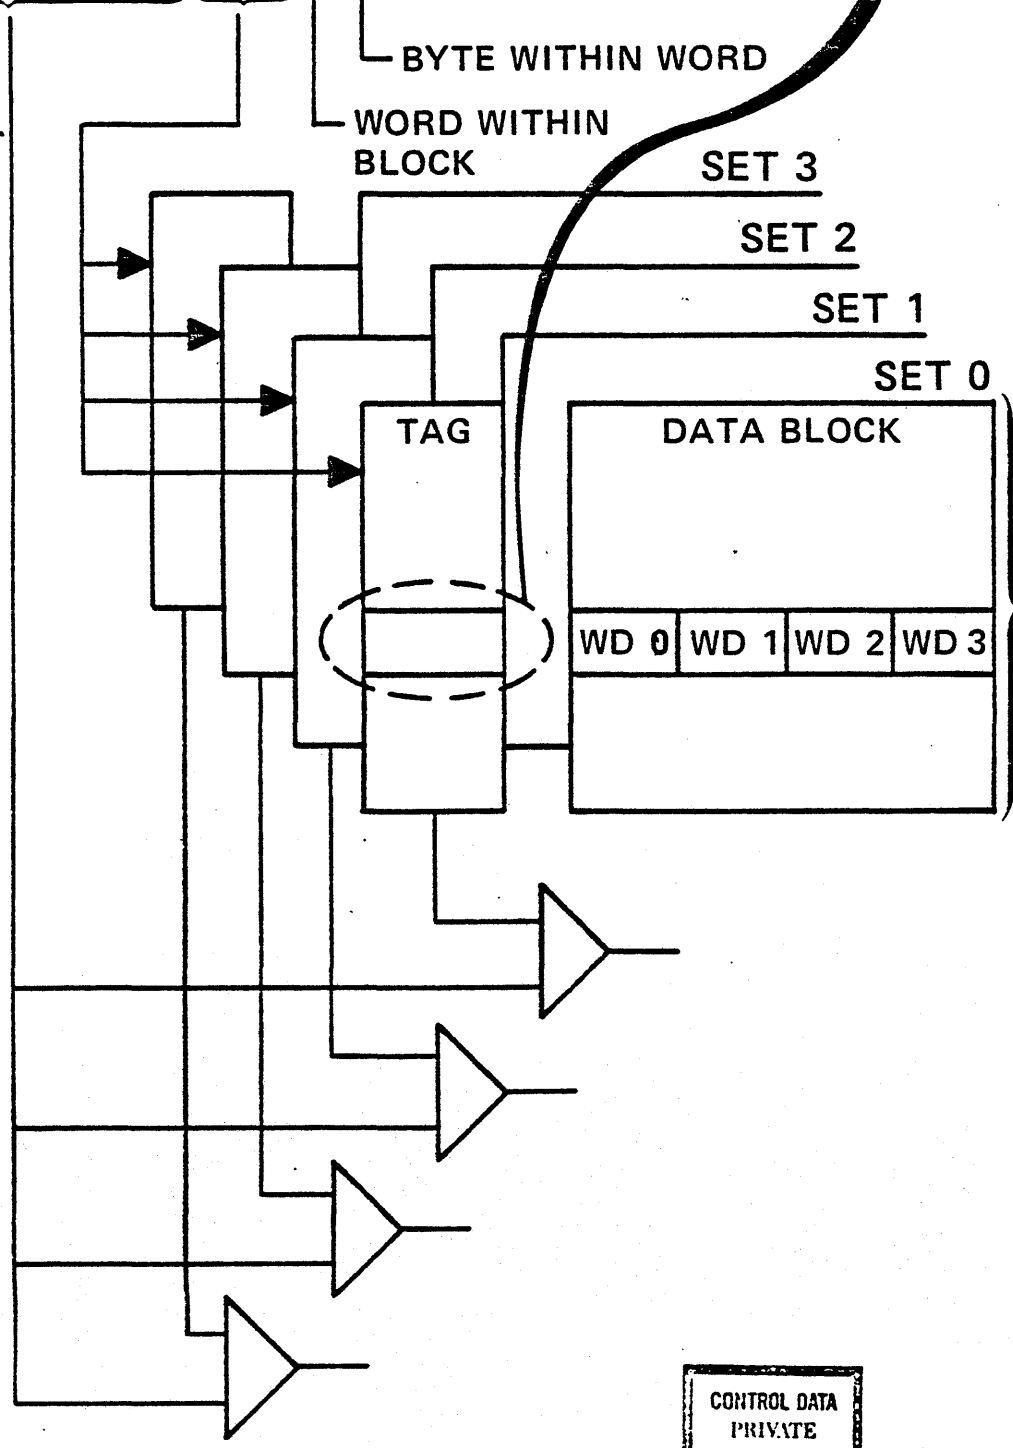 BYTE WITHIN WORD
WORD WITHIN
BLOCK
SET 3
SET 2
SET 1
SET 0
TAG
DATA BLOCK
WD 0 WD 1 WD 2 WD 3
CONTROL DATA
PRIVATE